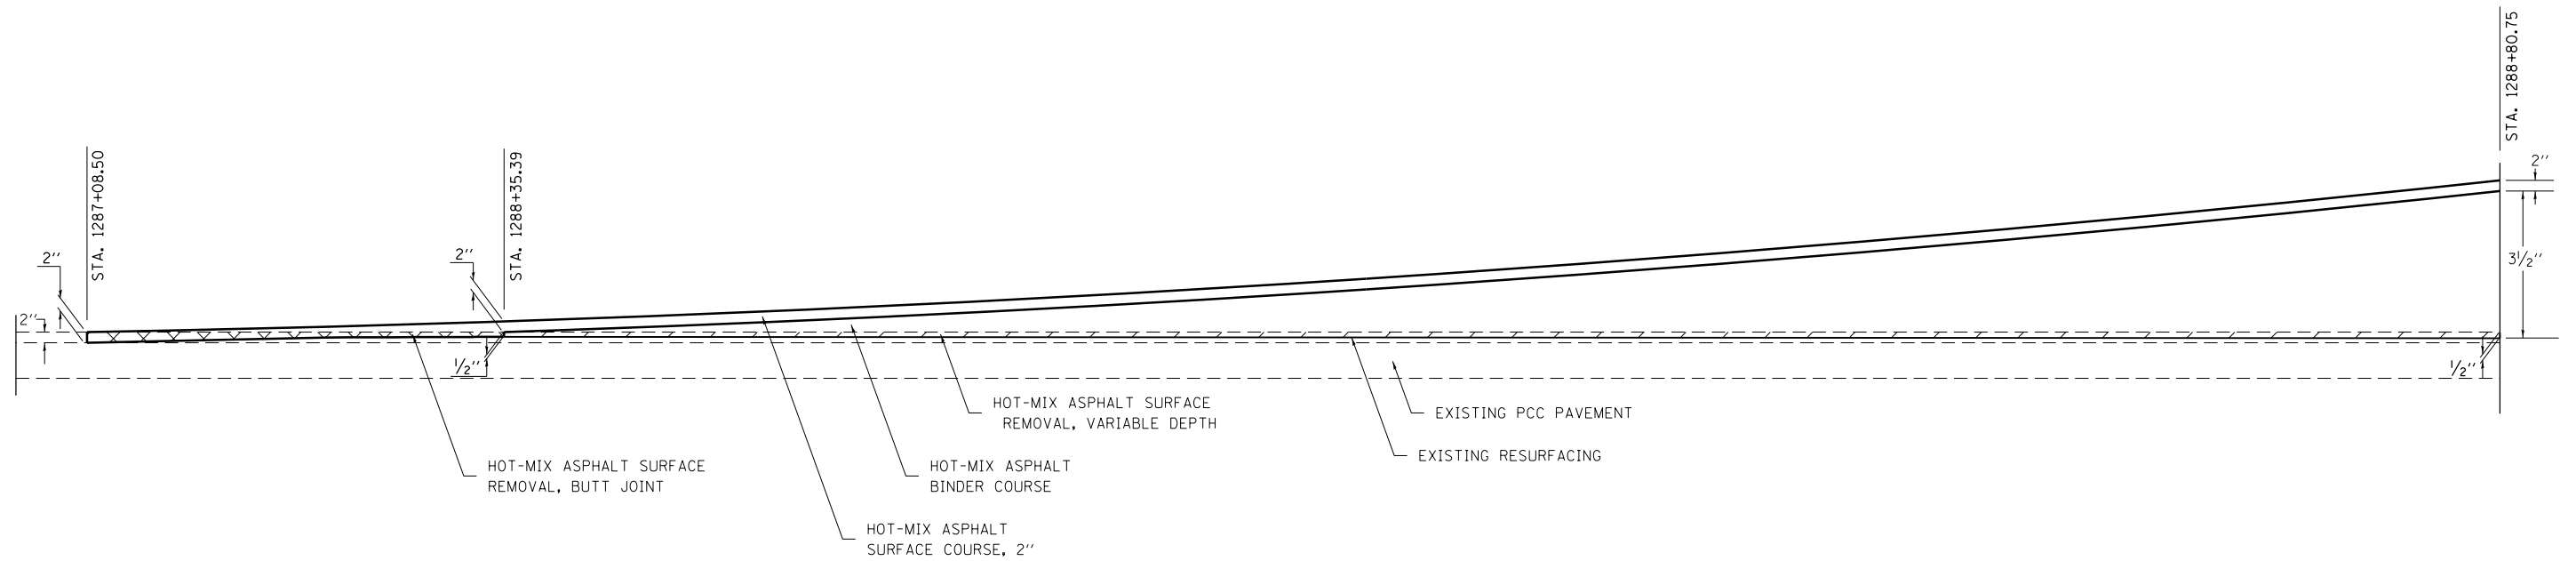 STA. 1287+08.50
STA. 1288+35.39
STA. 1288+80.75
2''
2''
2''
2''
3 1/2''
1/2''
1/2''
HOT-MIX ASPHALT SURFACE
REMOVAL, VARIABLE DEPTH
EXISTING PCC PAVEMENT
EXISTING RESURFACING
HOT-MIX ASPHALT SURFACE
REMOVAL, BUTT JOINT
HOT-MIX ASPHALT
BINDER COURSE
HOT-MIX ASPHALT
SURFACE COURSE, 2''